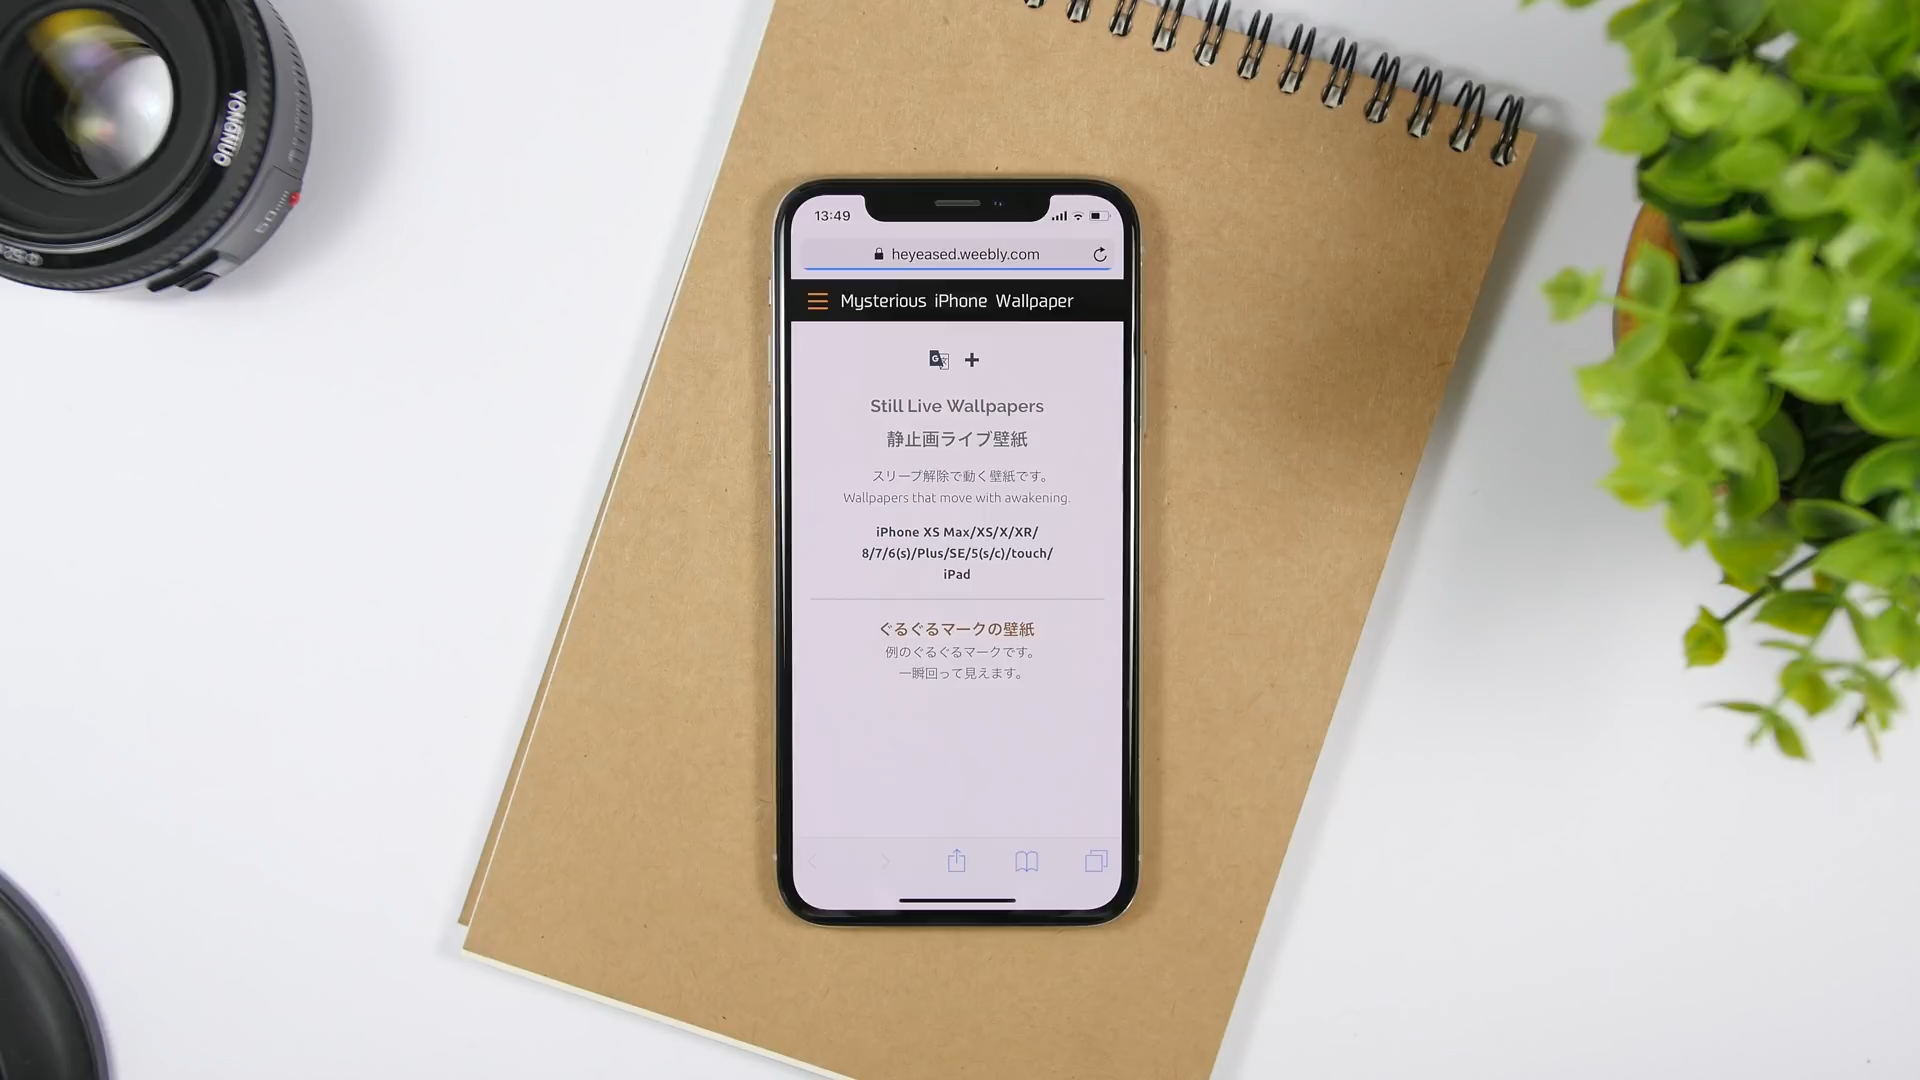 YONGNUO
50mm
13:49
heyeased.weebly.com
Mysterious iPhone Wallpaper
Still Live Wallpapers
静止画ライブ壁紙
スリープ解除で動く壁紙です。
Wallpapers that move with awakening.
iPhone XS Max/XS/X/XR/
8/7/6(s)/Plus/SE/5(s/c)/touch/
iPad
ぐるぐるマークの壁紙
例のぐるぐるマークです。
一瞬回って見えます。